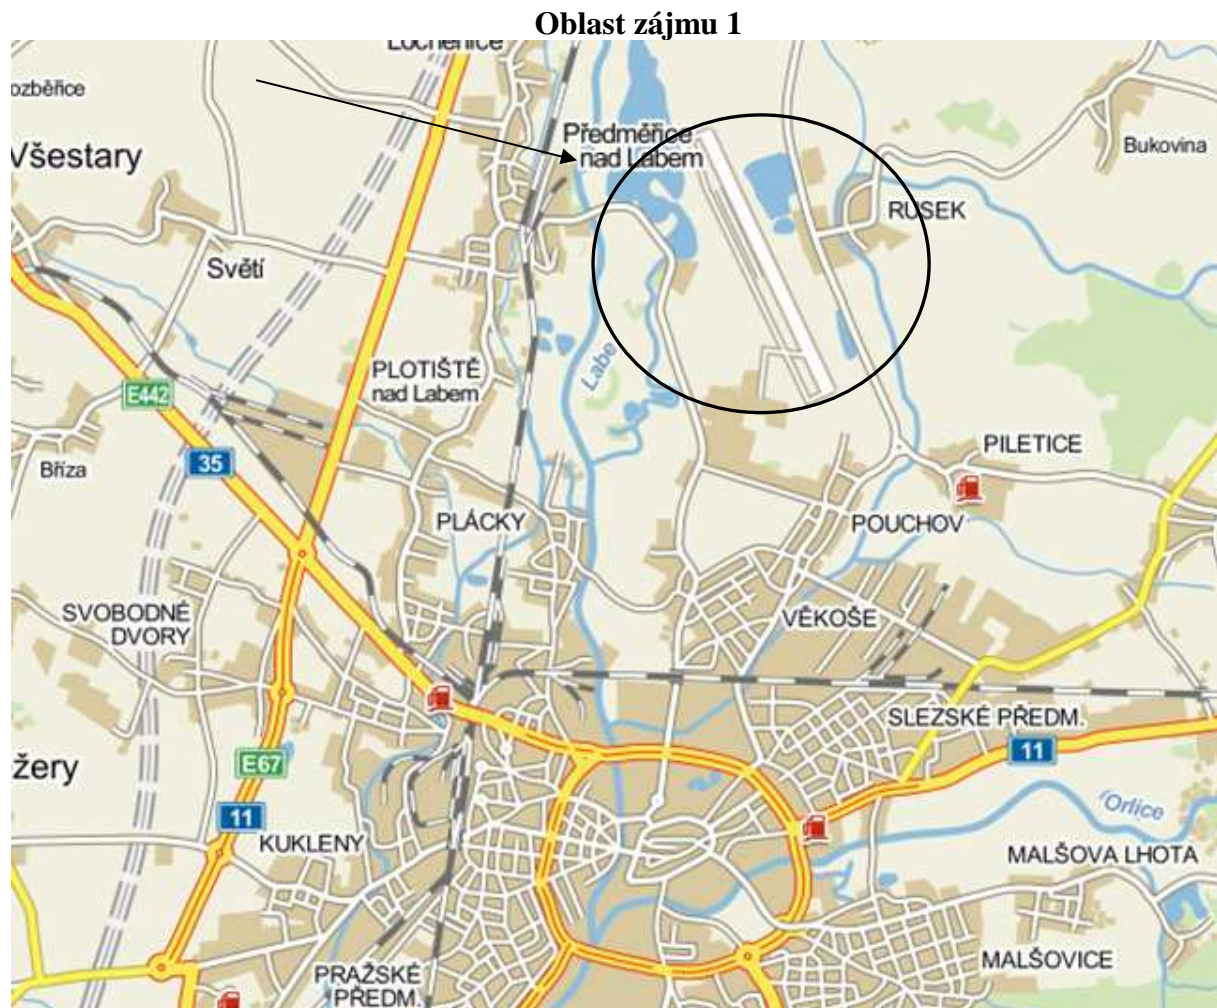 Oblast zájmu 1
Lochenice
ozběřice
Předměřice
nad Labem
Všestary
Bukovina
RUSEK
Světí
Labe
PLOTIŠTĚ
nad Labem
E442
35
Bříza
PILETICE
PLÁCKY
POUCHOV
SVOBODNÉ
DVORY
VĚKOŠE
SLEZSKÉ PŘEDM.
11
žery
E67
Orlice
11
KUKLENY
MALŠOVA LHOTA
MALŠOVICE
PRAŽSKÉ
PŘEDM.